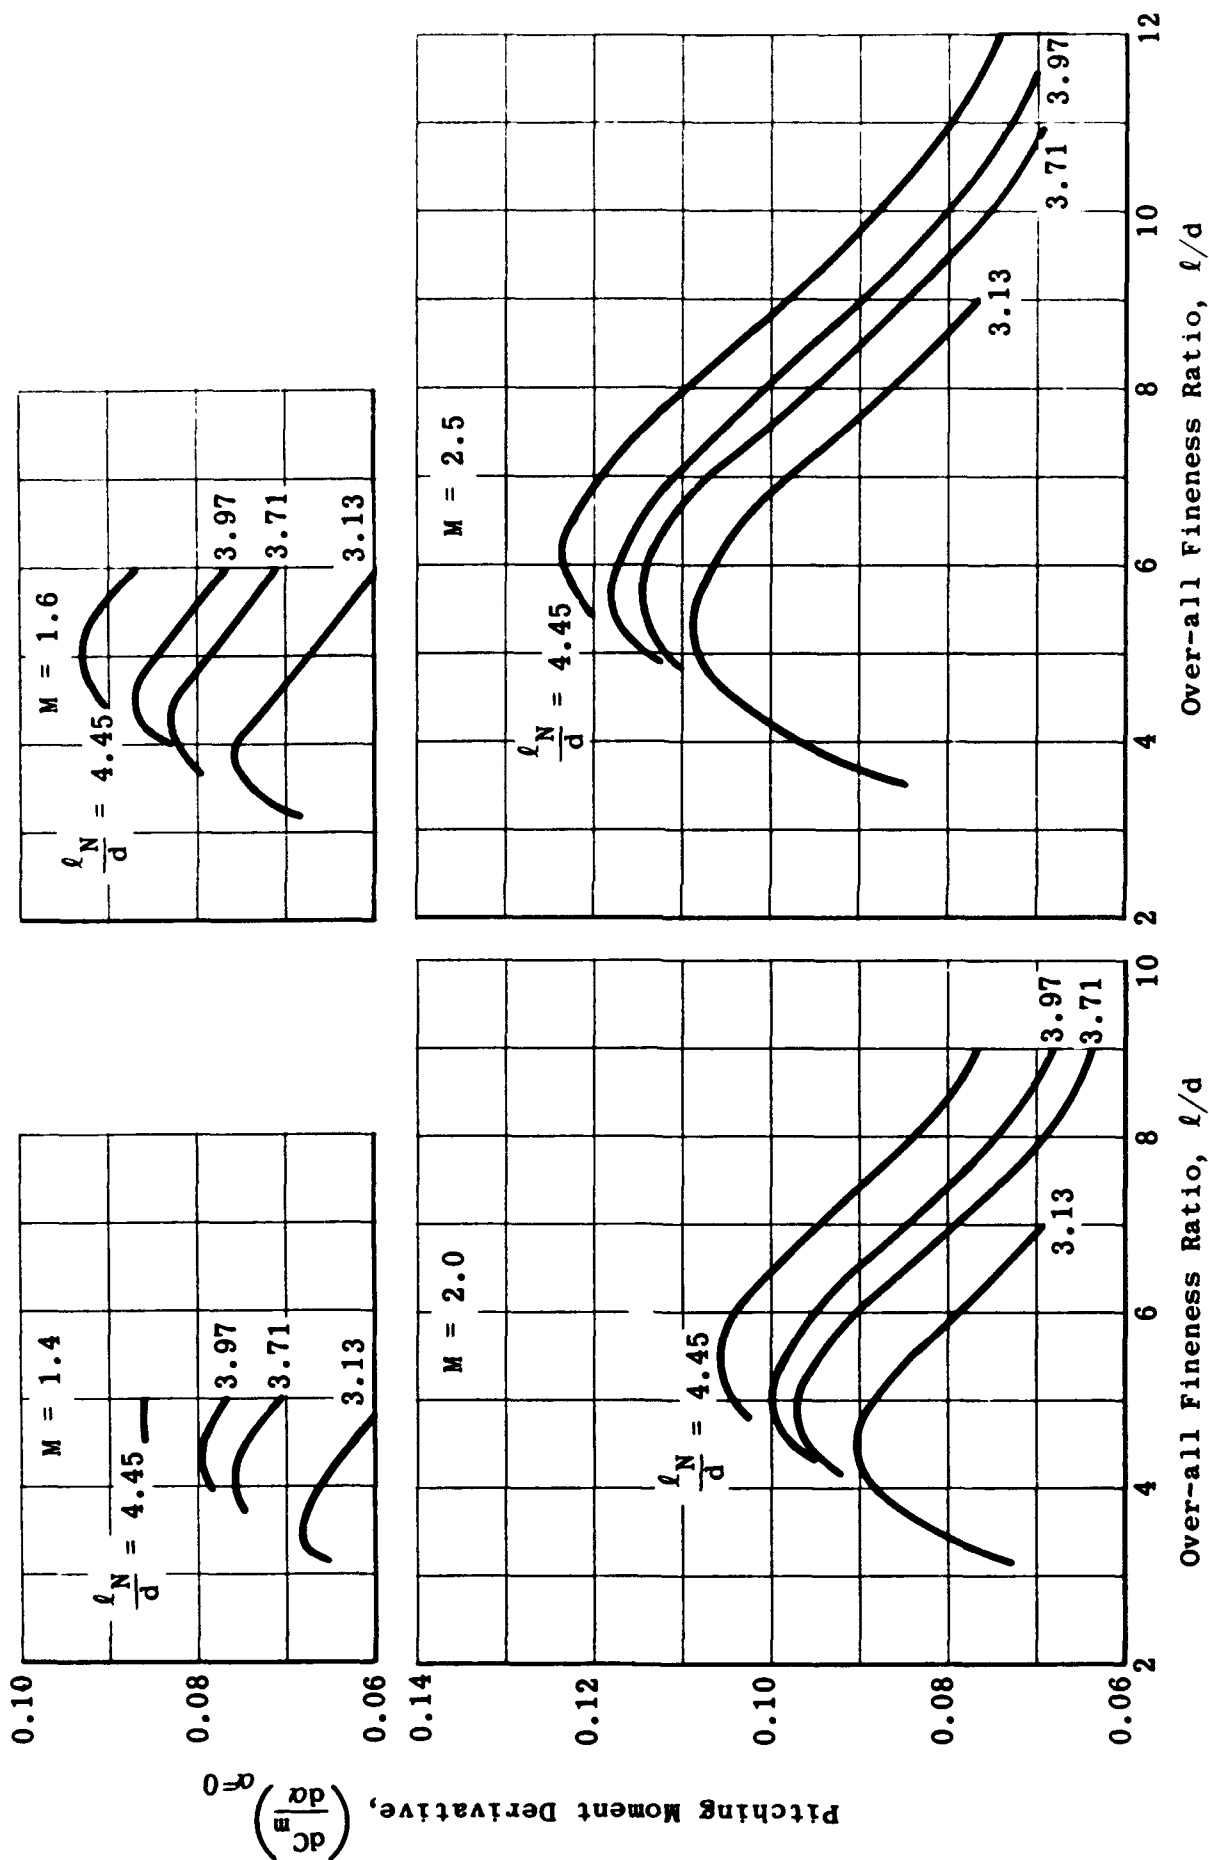 Pitching Moment Derivative, (dCm/dα)α=0
0.10
0.08
0.06
M = 1.4
ℓN/d = 4.45
3.97
3.71
3.13
M = 1.6
ℓN/d = 4.45
3.97
3.71
3.13
0.14
0.12
0.10
0.08
0.06
M = 2.0
ℓN/d = 4.45
3.97
3.71
3.13
2 4 6 8 10
Over-all Fineness Ratio, ℓ/d
M = 2.5
ℓN/d = 4.45
3.97
3.71
3.13
2 4 6 8 10 12
Over-all Fineness Ratio, ℓ/d